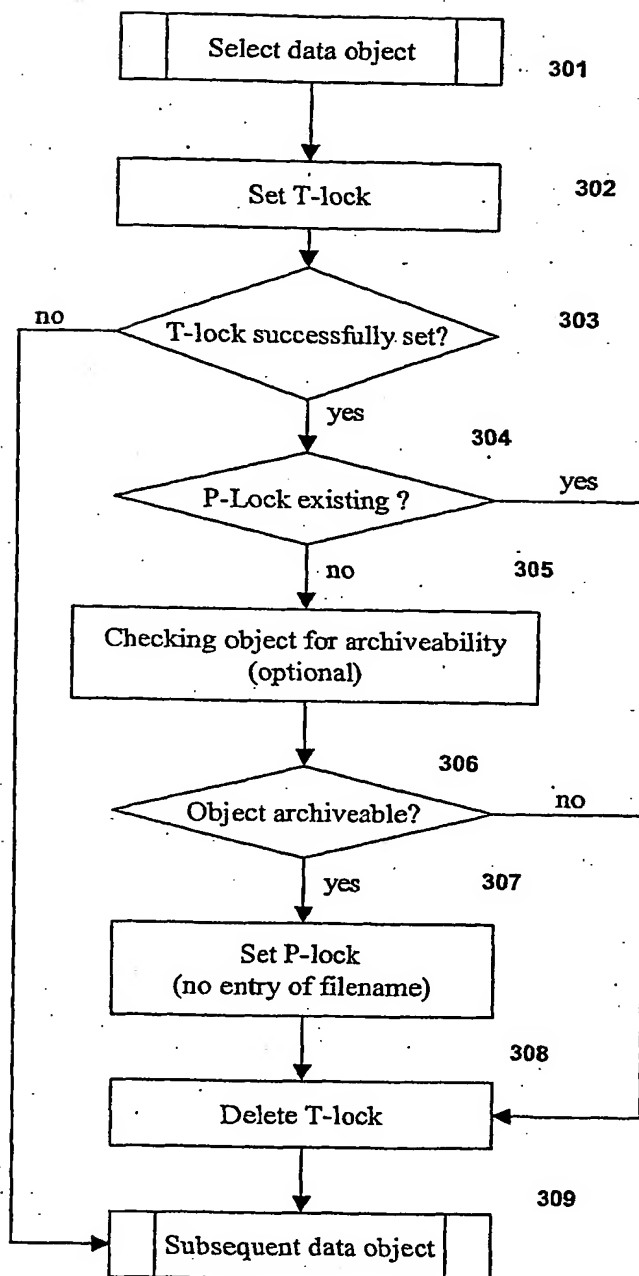 Select data object
301
Set T-lock
302
no
T-lock successfully set?
303
yes
304
P-Lock existing ?
yes
no
305
Checking object for archiveability
(optional)
306
Object archiveable?
no
yes
307
Set P-lock
(no entry of filename)
308
Delete T-lock
309
Subsequent data object